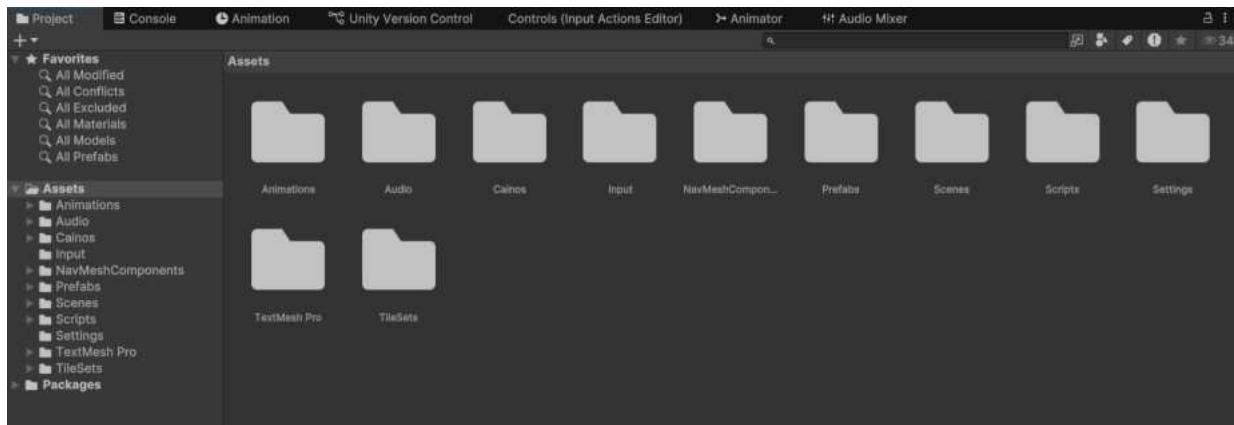 Project Console Animation Unity Version Control Controls (Input Actions Editor) Animator Audio Mixer
34
Favorites
All Modified
All Conflicts
All Excluded
All Materials
All Models
All Prefabs
Assets
Animations
Audio
Cainos
Input
NavMeshComponents
Prefabs
Scenes
Scripts
Settings
TextMesh Pro
TileSets
Packages
Assets
Animations Audio Cainos Input NavMeshCompon... Prefabs Scenes Scripts Settings
TextMesh Pro TileSets